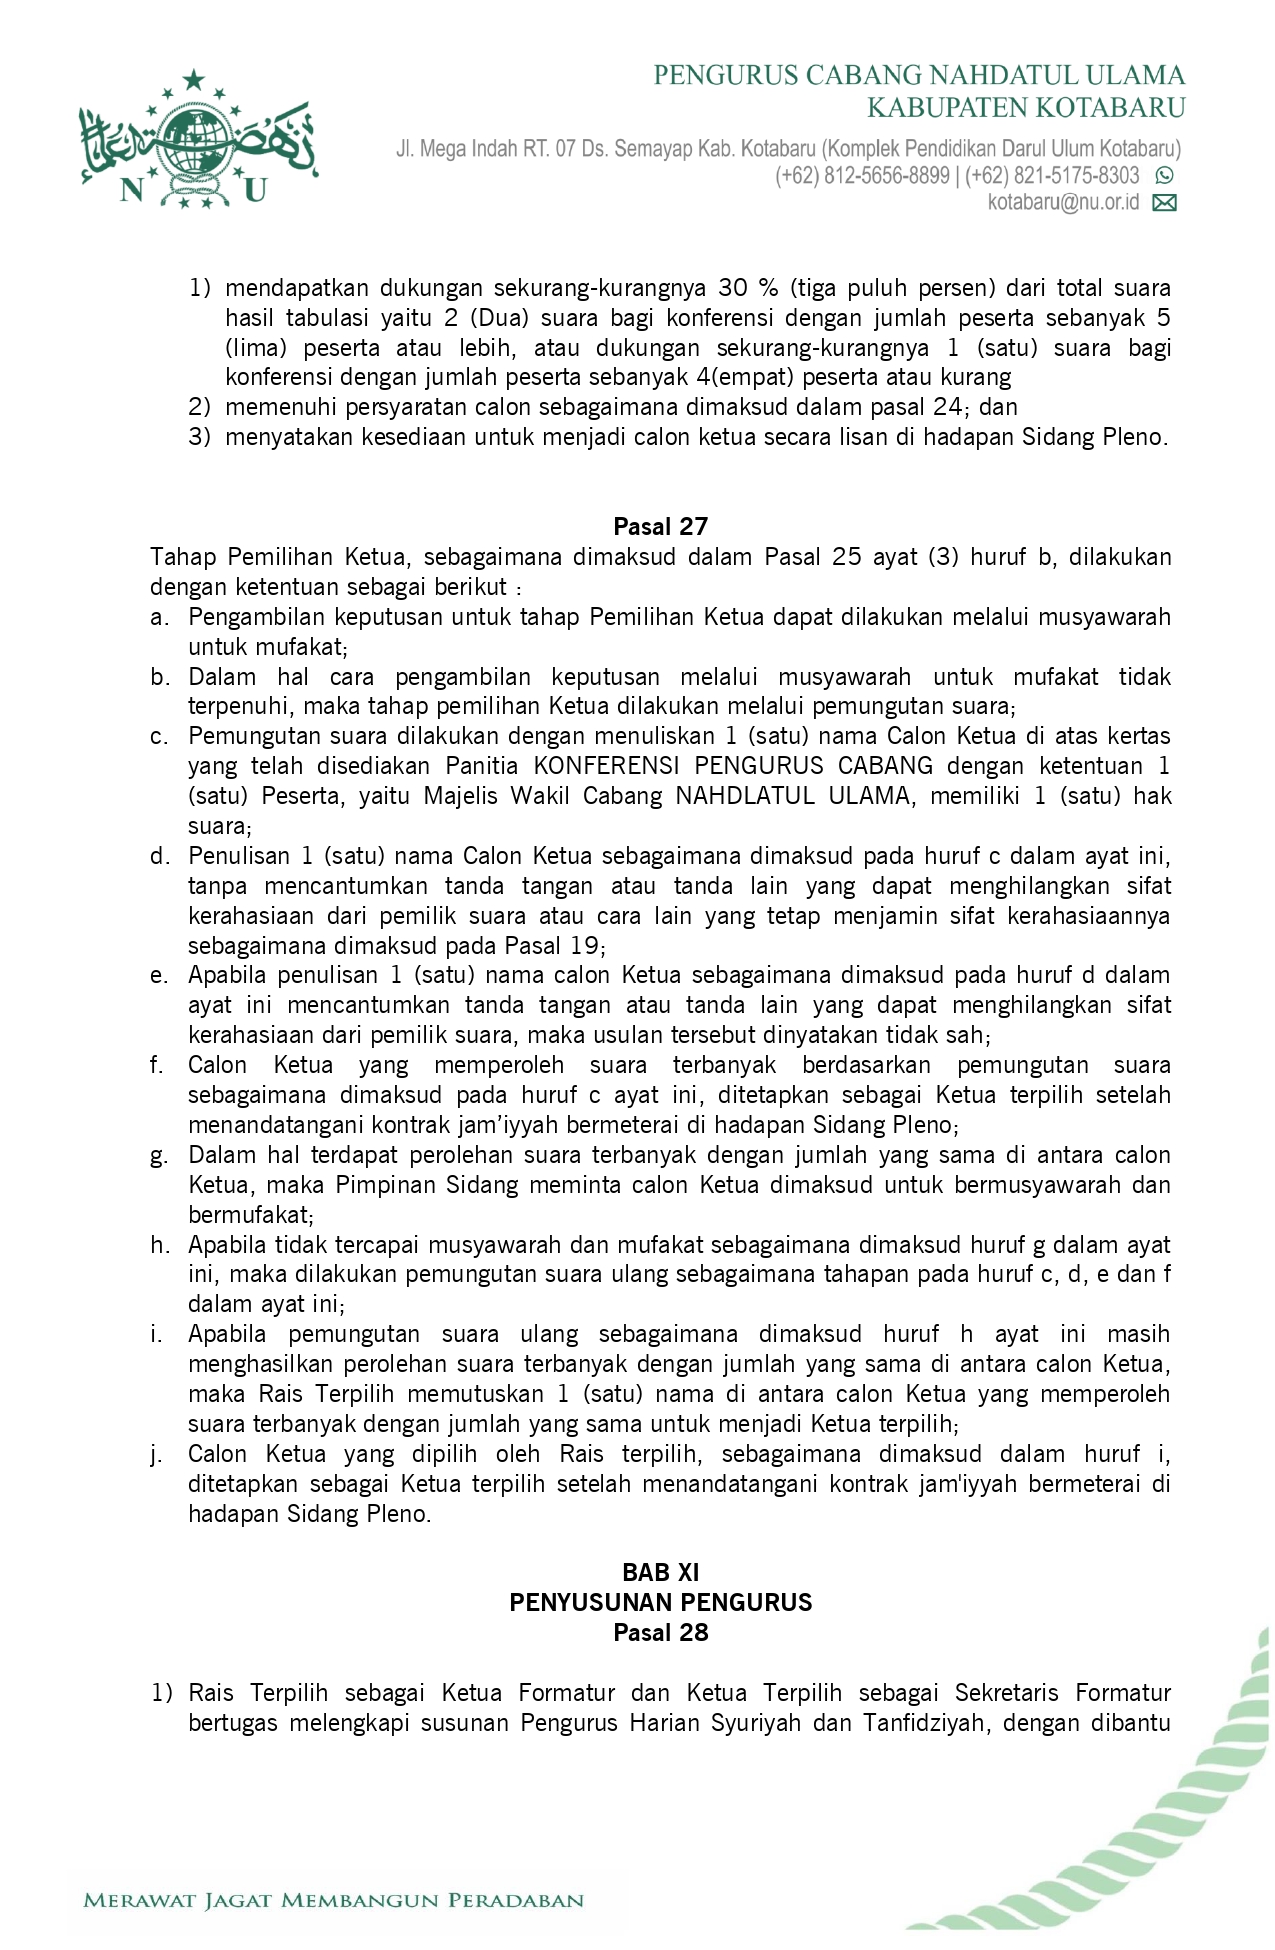 PENGURUS CABANG NAHDATUL ULAMA
KABUPATEN KOTABARU
Jl. Mega Indah RT. 07 Ds. Semayap Kab. Kotabaru (Komplek Pendidikan Darul Ulum Kotabaru)
(+62) 812-5656-8899 | (+62) 821-5175-8303
kotabaru@nu.or.id
N U
1) mendapatkan dukungan sekurang-kurangnya 30 % (tiga puluh persen) dari total suara
hasil tabulasi yaitu 2 (Dua) suara bagi konferensi dengan jumlah peserta sebanyak 5
(lima) peserta atau lebih, atau dukungan sekurang-kurangnya 1 (satu) suara bagi
konferensi dengan jumlah peserta sebanyak 4(empat) peserta atau kurang
2) memenuhi persyaratan calon sebagaimana dimaksud dalam pasal 24; dan
3) menyatakan kesediaan untuk menjadi calon ketua secara lisan di hadapan Sidang Pleno.
Pasal 27
Tahap Pemilihan Ketua, sebagaimana dimaksud dalam Pasal 25 ayat (3) huruf b, dilakukan
dengan ketentuan sebagai berikut :
a. Pengambilan keputusan untuk tahap Pemilihan Ketua dapat dilakukan melalui musyawarah
untuk mufakat;
b. Dalam hal cara pengambilan keputusan melalui musyawarah untuk mufakat tidak
terpenuhi, maka tahap pemilihan Ketua dilakukan melalui pemungutan suara;
c. Pemungutan suara dilakukan dengan menuliskan 1 (satu) nama Calon Ketua di atas kertas
yang telah disediakan Panitia KONFERENSI PENGURUS CABANG dengan ketentuan 1
(satu) Peserta, yaitu Majelis Wakil Cabang NAHDLATUL ULAMA, memiliki 1 (satu) hak
suara;
d. Penulisan 1 (satu) nama Calon Ketua sebagaimana dimaksud pada huruf c dalam ayat ini,
tanpa mencantumkan tanda tangan atau tanda lain yang dapat menghilangkan sifat
kerahasiaan dari pemilik suara atau cara lain yang tetap menjamin sifat kerahasiaannya
sebagaimana dimaksud pada Pasal 19;
e. Apabila penulisan 1 (satu) nama calon Ketua sebagaimana dimaksud pada huruf d dalam
ayat ini mencantumkan tanda tangan atau tanda lain yang dapat menghilangkan sifat
kerahasiaan dari pemilik suara, maka usulan tersebut dinyatakan tidak sah;
f. Calon Ketua yang memperoleh suara terbanyak berdasarkan pemungutan suara
sebagaimana dimaksud pada huruf c ayat ini, ditetapkan sebagai Ketua terpilih setelah
menandatangani kontrak jam’iyyah bermeterai di hadapan Sidang Pleno;
g. Dalam hal terdapat perolehan suara terbanyak dengan jumlah yang sama di antara calon
Ketua, maka Pimpinan Sidang meminta calon Ketua dimaksud untuk bermusyawarah dan
bermufakat;
h. Apabila tidak tercapai musyawarah dan mufakat sebagaimana dimaksud huruf g dalam ayat
ini, maka dilakukan pemungutan suara ulang sebagaimana tahapan pada huruf c, d, e dan f
dalam ayat ini;
i. Apabila pemungutan suara ulang sebagaimana dimaksud huruf h ayat ini masih
menghasilkan perolehan suara terbanyak dengan jumlah yang sama di antara calon Ketua,
maka Rais Terpilih memutuskan 1 (satu) nama di antara calon Ketua yang memperoleh
suara terbanyak dengan jumlah yang sama untuk menjadi Ketua terpilih;
j. Calon Ketua yang dipilih oleh Rais terpilih, sebagaimana dimaksud dalam huruf i,
ditetapkan sebagai Ketua terpilih setelah menandatangani kontrak jam'iyyah bermeterai di
hadapan Sidang Pleno.
BAB XI
PENYUSUNAN PENGURUS
Pasal 28
1) Rais Terpilih sebagai Ketua Formatur dan Ketua Terpilih sebagai Sekretaris Formatur
bertugas melengkapi susunan Pengurus Harian Syuriyah dan Tanfidziyah, dengan dibantu
MERAWAT JAGAT MEMBANGUN PERADABAN